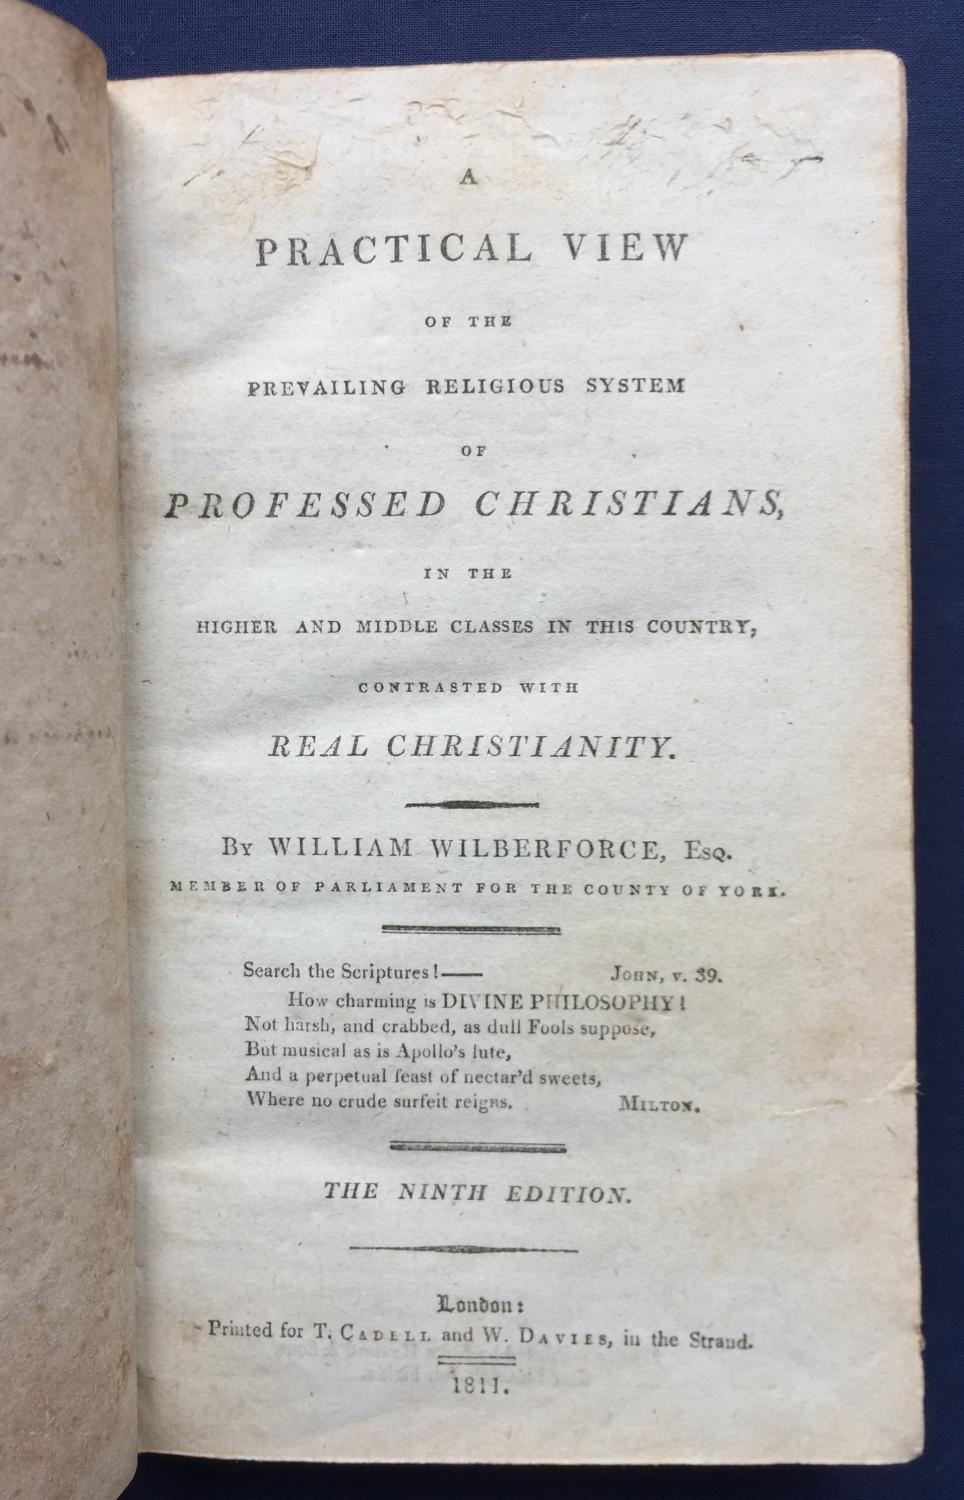 A
PRACTICAL VIEW
OF THE
PREVAILING RELIGIOUS SYSTEM
OF
PROFESSED CHRISTIANS,
IN THE
HIGHER AND MIDDLE CLASSES IN THIS COUNTRY,
CONTRASTED WITH
REAL CHRISTIANITY.
By WILLIAM WILBERFORCE, Esq.
MEMBER OF PARLIAMENT FOR THE COUNTY OF YORK.
Search the Scriptures!—— John, v. 39.
How charming is DIVINE PHILOSOPHY!
Not harsh, and crabbed, as dull Fools suppose,
But musical as is Apollo's lute,
And a perpetual feast of nectar'd sweets,
Where no crude surfeit reigns. Milton.
THE NINTH EDITION.
London:
Printed for T. Cadell and W. Davies, in the Strand.
1811.